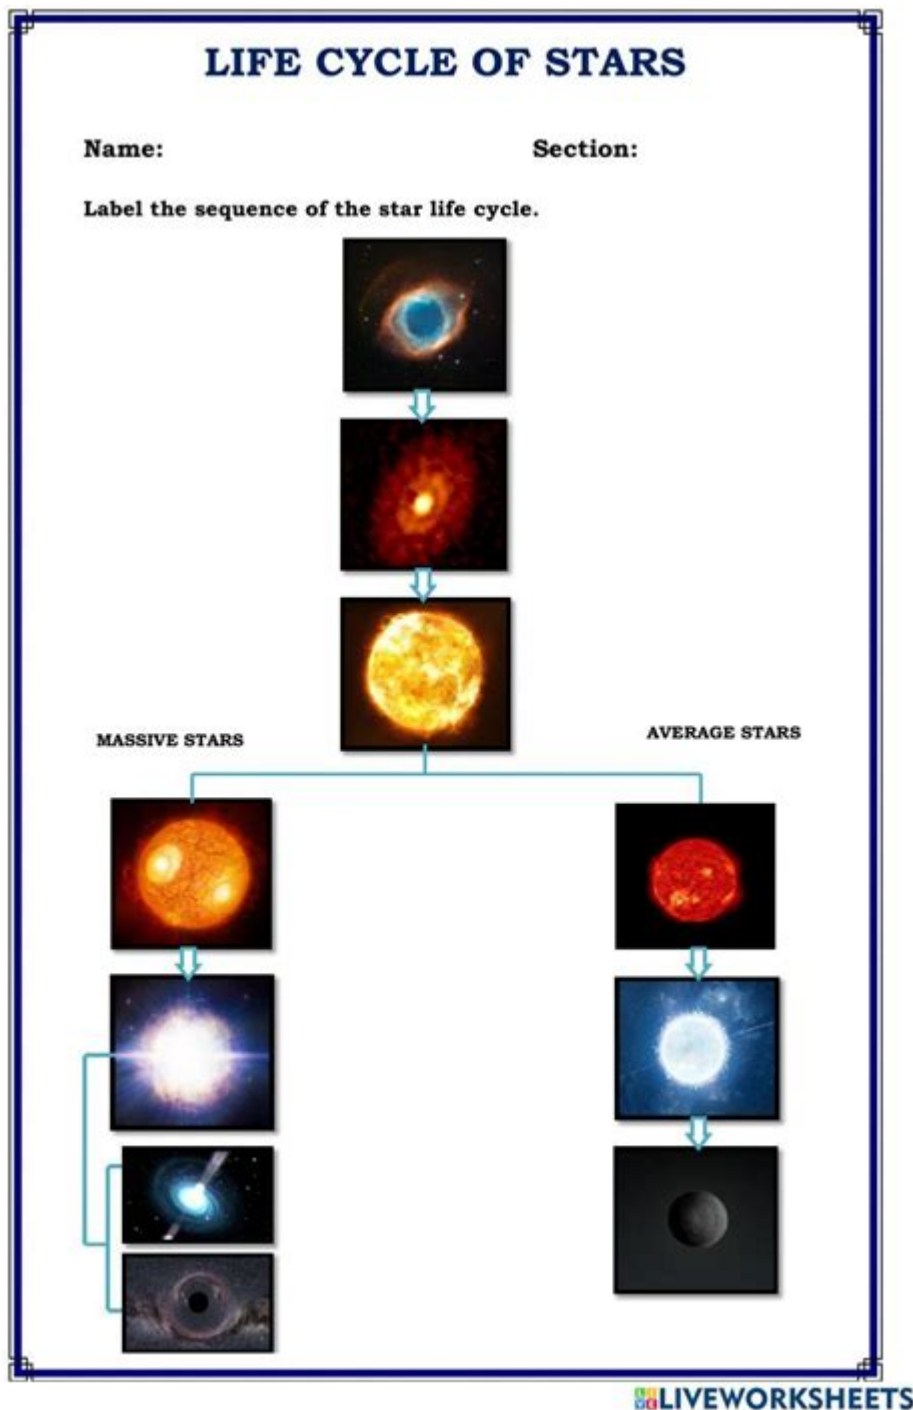 LIFE CYCLE OF STARS
Name: Section:
Label the sequence of the star life cycle.
MASSIVE STARS AVERAGE STARS
LIVEWORKSHEETS